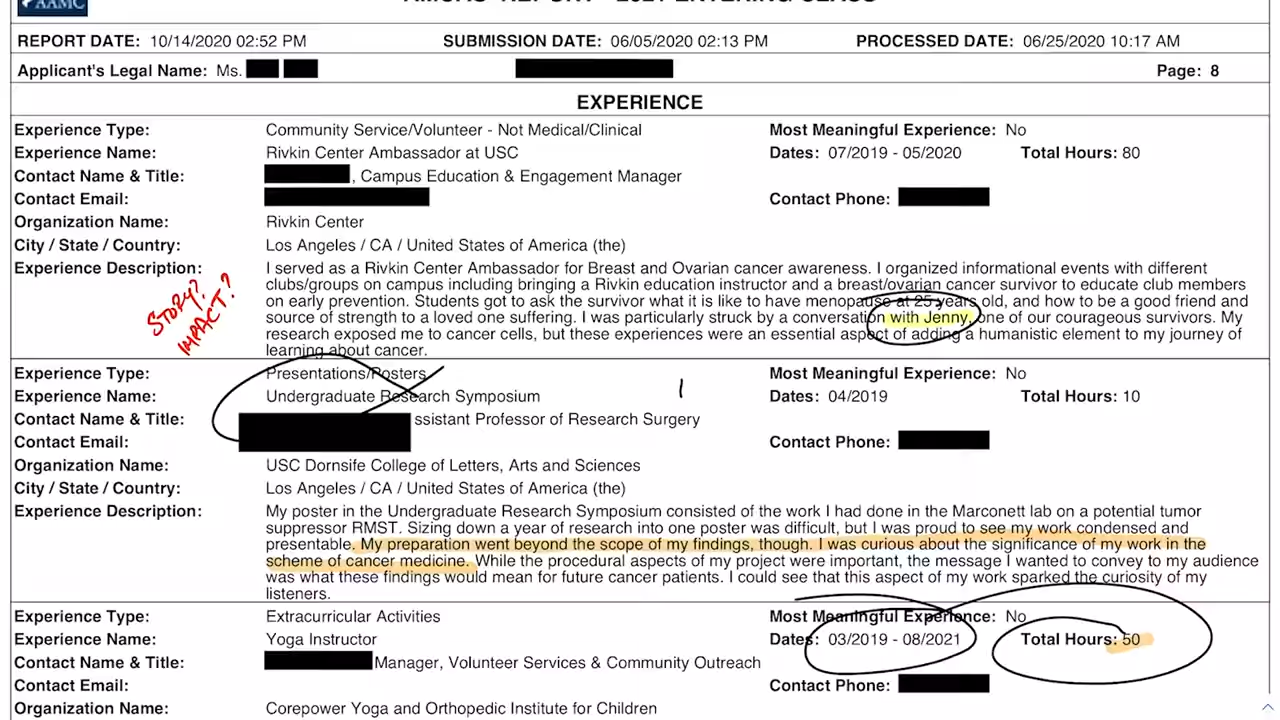 AAMC
AMCAS® REPORT - 2021 ENTERING CLASS
REPORT DATE: 10/14/2020 02:52 PM SUBMISSION DATE: 06/05/2020 02:13 PM PROCESSED DATE: 06/25/2020 10:17 AM
Applicant's Legal Name: Ms. Page: 8
EXPERIENCE
Experience Type: Community Service/Volunteer - Not Medical/Clinical Most Meaningful Experience: No
Experience Name: Rivkin Center Ambassador at USC Dates: 07/2019 - 05/2020 Total Hours: 80
Contact Name & Title: , Campus Education & Engagement Manager
Contact Email: Contact Phone:
Organization Name: Rivkin Center
City / State / Country: Los Angeles / CA / United States of America (the)
Experience Description: I served as a Rivkin Center Ambassador for Breast and Ovarian cancer awareness. I organized informational events with different
clubs/groups on campus including bringing a Rivkin education instructor and a breast/ovarian cancer survivor to educate club members
on early prevention. Students got to ask the survivor what it is like to have menopause at 25 years old, and how to be a good friend and
source of strength to a loved one suffering. I was particularly struck by a conversation with Jenny, one of our courageous survivors. My
research exposed me to cancer cells, but these experiences were an essential aspect of adding a humanistic element to my journey of
learning about cancer.
STORY?
IMPACT?
Experience Type: Presentations/Posters Most Meaningful Experience: No
Experience Name: Undergraduate Research Symposium Dates: 04/2019 Total Hours: 10
Contact Name & Title: ssistant Professor of Research Surgery
Contact Email: Contact Phone:
Organization Name: USC Dornsife College of Letters, Arts and Sciences
City / State / Country: Los Angeles / CA / United States of America (the)
Experience Description: My poster in the Undergraduate Research Symposium consisted of the work I had done in the Marconett lab on a potential tumor
suppressor RMST. Sizing down a year of research into one poster was difficult, but I was proud to see my work condensed and
presentable. My preparation went beyond the scope of my findings, though. I was curious about the significance of my work in the
scheme of cancer medicine. While the procedural aspects of my project were important, the message I wanted to convey to my audience
was what these findings would mean for future cancer patients. I could see that this aspect of my work sparked the curiosity of my
listeners.
Experience Type: Extracurricular Activities Most Meaningful Experience: No
Experience Name: Yoga Instructor Dates: 03/2019 - 08/2021 Total Hours: 50
Contact Name & Title: Manager, Volunteer Services & Community Outreach
Contact Email: Contact Phone:
Organization Name: Corepower Yoga and Orthopedic Institute for Children